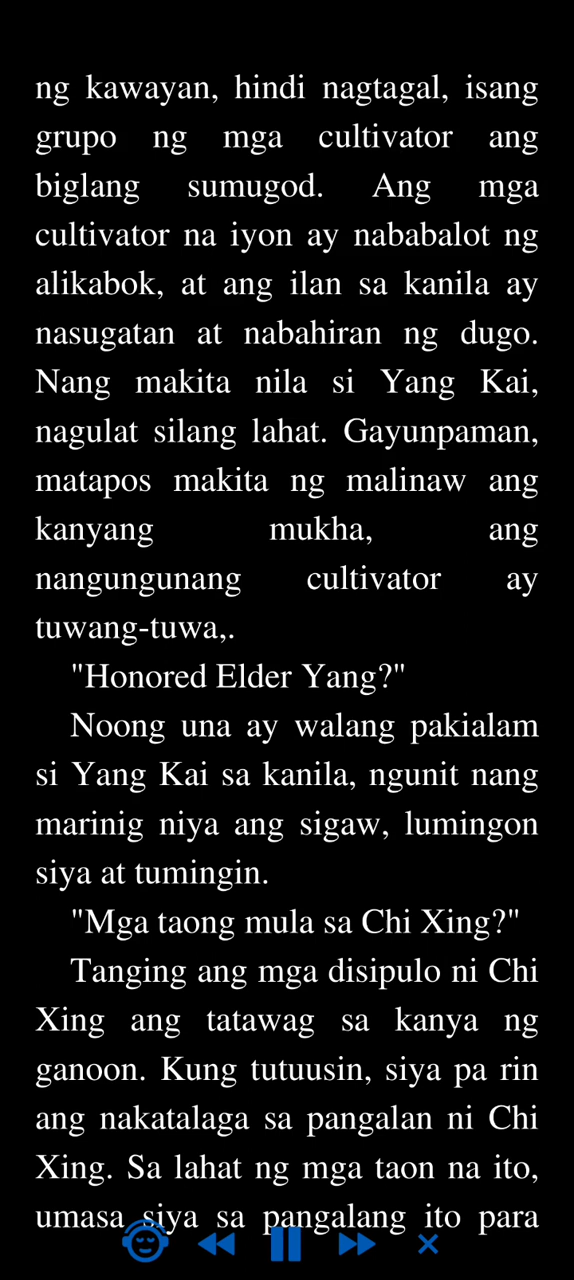 ng kawayan, hindi nagtagal, isang
grupo ng mga cultivator ang
biglang sumugod. Ang mga
cultivator na iyon ay nababalot ng
alikabok, at ang ilan sa kanila ay
nasugatan at nabahiran ng dugo.
Nang makita nila si Yang Kai,
nagulat silang lahat. Gayunpaman,
matapos makita ng malinaw ang
kanyang mukha, ang
nangungunang cultivator ay
tuwang-tuwa,.
"Honored Elder Yang?"
Noong una ay walang pakialam
si Yang Kai sa kanila, ngunit nang
marinig niya ang sigaw, lumingon
siya at tumingin.
"Mga taong mula sa Chi Xing?"
Tanging ang mga disipulo ni Chi
Xing ang tatawag sa kanya ng
ganoon. Kung tutuusin, siya pa rin
ang nakatalaga sa pangalan ni Chi
Xing. Sa lahat ng mga taon na ito,
umasa siya sa pangalang ito para